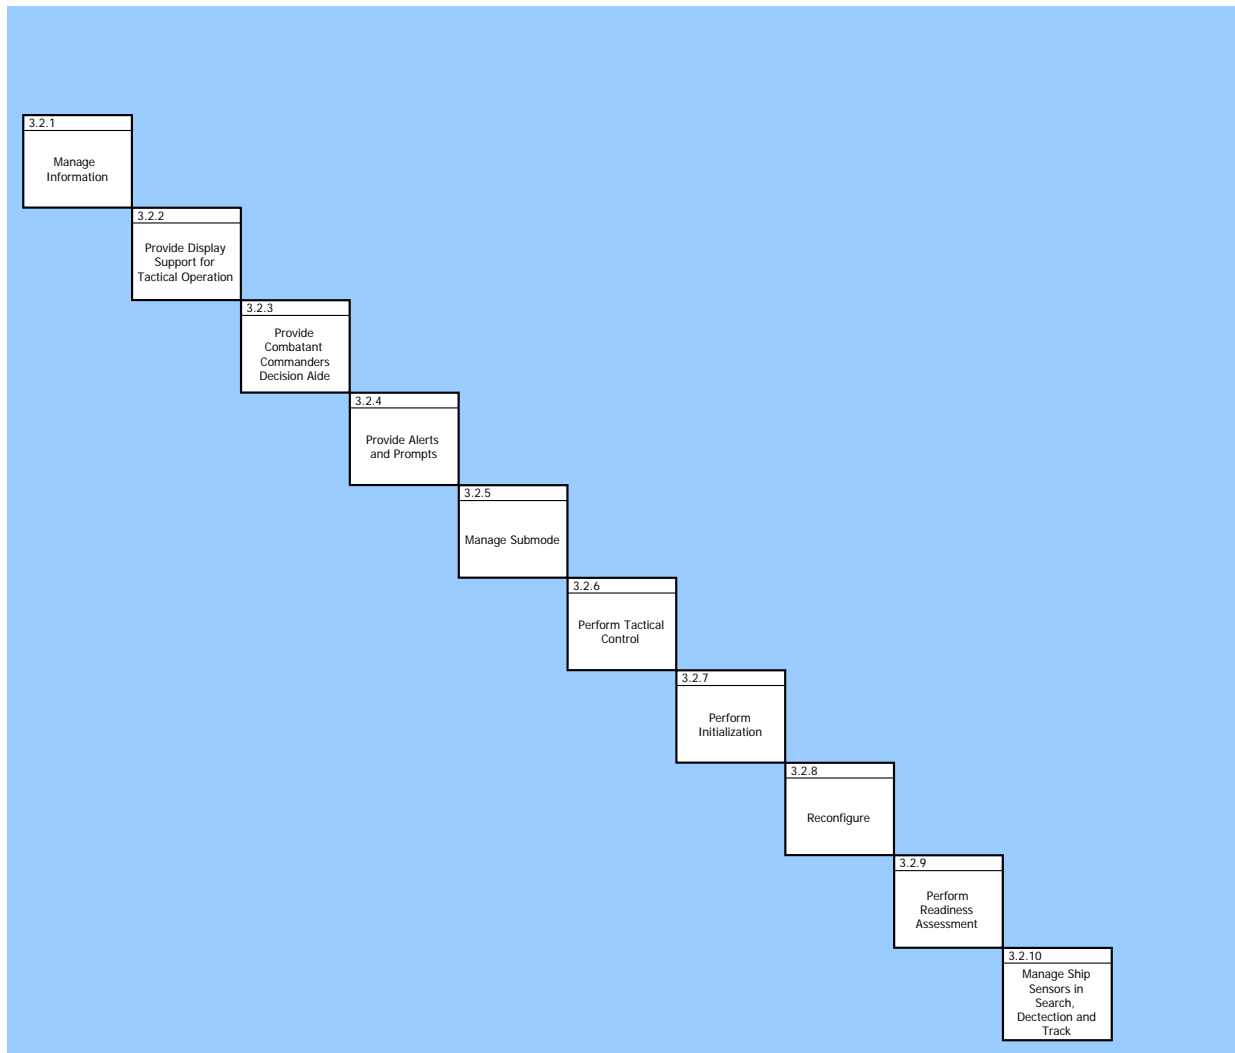 3.2.1
Manage
Information
3.2.2
Provide Display
Support for
Tactical Operation
3.2.3
Provide
Combatant
Commanders
Decision Aide
3.2.4
Provide Alerts
and Prompts
3.2.5
Manage Submode
3.2.6
Perform Tactical
Control
3.2.7
Perform
Initialization
3.2.8
Reconfigure
3.2.9
Perform
Readiness
Assessment
3.2.10
Manage Ship
Sensors in
Search,
Dectection and
Track